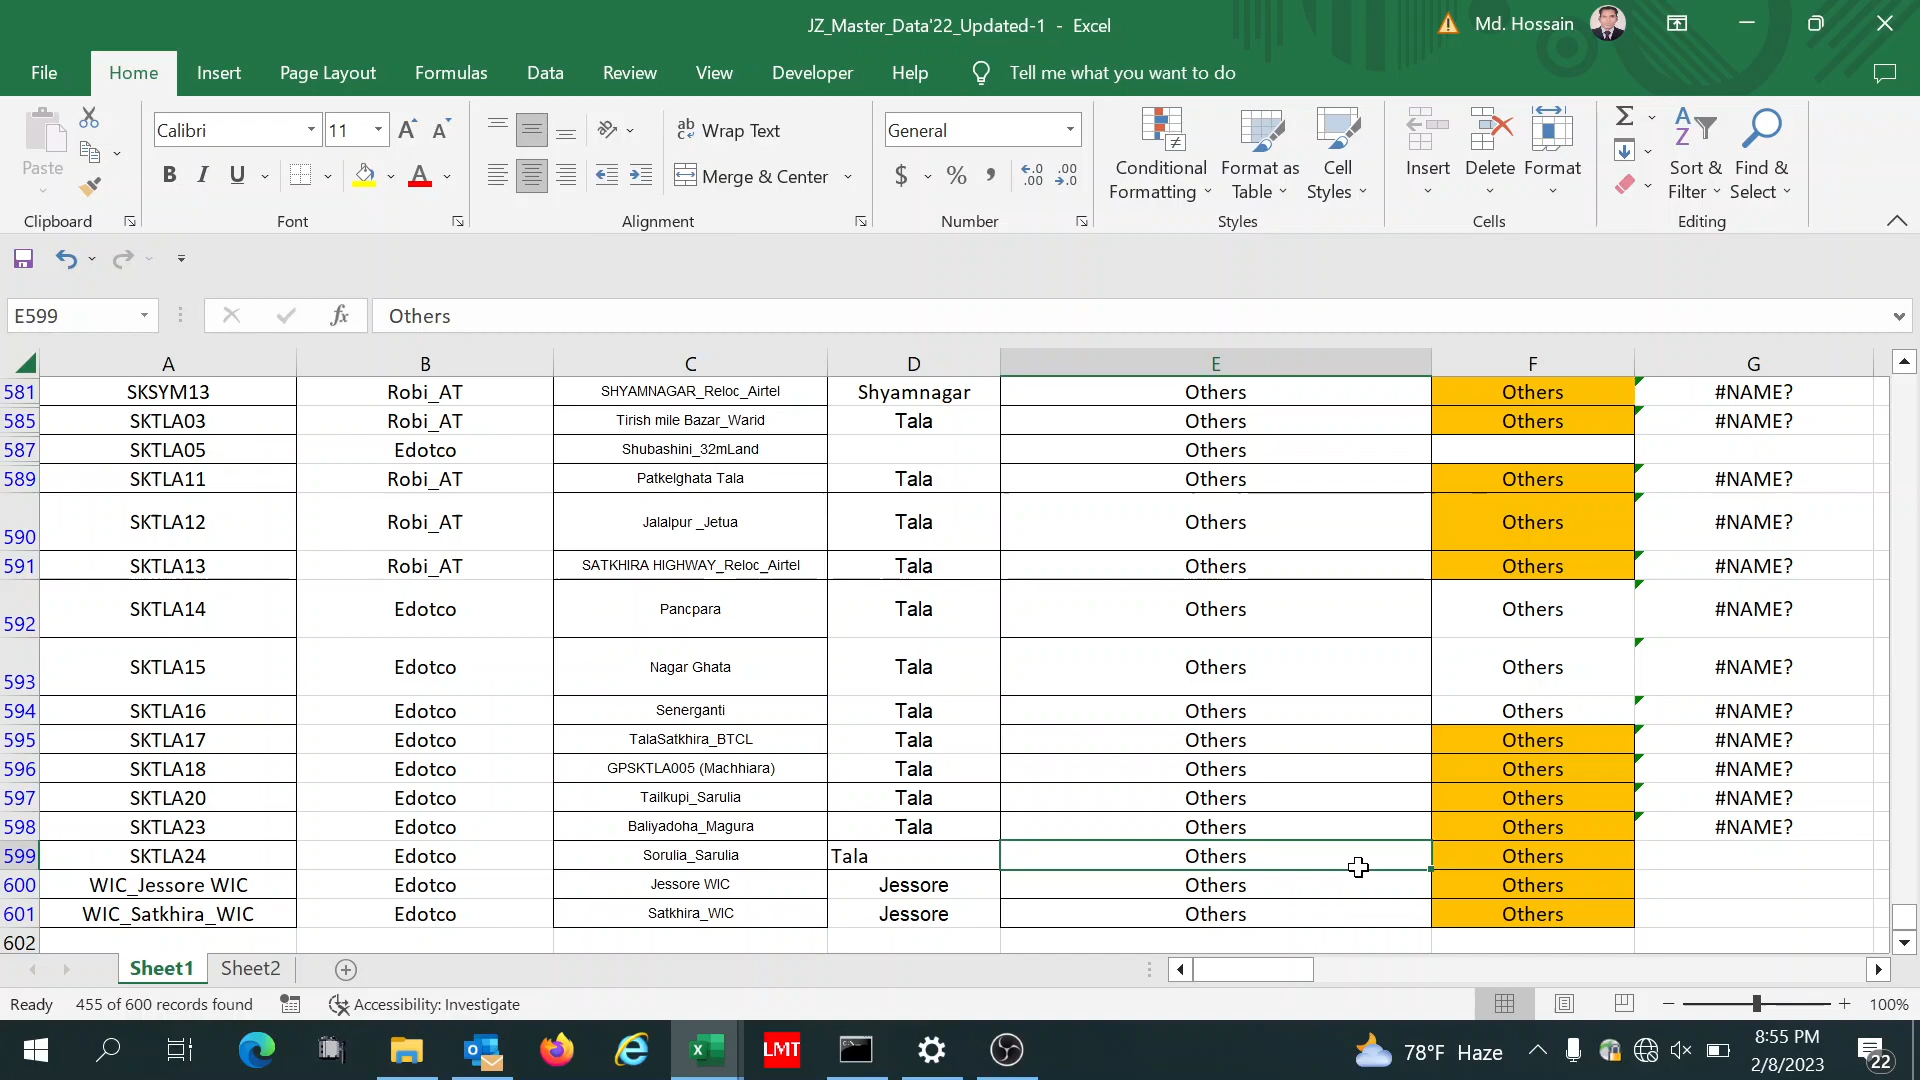 JZ_Master_Data'22_Updated-1 - Excel
Md. Hossain
File Home Insert Page Layout Formulas Data Review View Developer Help Tell me what you want to do
Paste
Clipboard
Calibri 11
B I U A
Font
ab Wrap Text
Merge & Center
Alignment
General
$ % , .00 .00
Number
Conditional Formatting
Format as Table
Cell Styles
Styles
Insert Delete Format
Cells
Sort & Filter
Find & Select
Editing
E599 fx Others
A B C D E F G
581 SKSYM13 Robi_AT SHYAMNAGAR_Reloc_Airtel Shyamnagar Others Others #NAME?
585 SKTLA03 Robi_AT Tirish mile Bazar_Warid Tala Others Others #NAME?
587 SKTLA05 Edotco Shubashini_32mLand Others
589 SKTLA11 Robi_AT Patkelghata Tala Tala Others Others #NAME?
590 SKTLA12 Robi_AT Jalalpur _Jetua Tala Others Others #NAME?
591 SKTLA13 Robi_AT SATKHIRA HIGHWAY_Reloc_Airtel Tala Others Others #NAME?
592 SKTLA14 Edotco Pancpara Tala Others Others #NAME?
593 SKTLA15 Edotco Nagar Ghata Tala Others Others #NAME?
594 SKTLA16 Edotco Senerganti Tala Others Others #NAME?
595 SKTLA17 Edotco TalaSatkhira_BTCL Tala Others Others #NAME?
596 SKTLA18 Edotco GPSKTLA005 (Machhiara) Tala Others Others #NAME?
597 SKTLA20 Edotco Tailkupi_Sarulia Tala Others Others #NAME?
598 SKTLA23 Edotco Baliyadoha_Magura Tala Others Others #NAME?
599 SKTLA24 Edotco Sorulia_Sarulia Tala Others Others
600 WIC_Jessore WIC Edotco Jessore WIC Jessore Others Others
601 WIC_Satkhira_WIC Edotco Satkhira_WIC Jessore Others Others
602
Sheet1 Sheet2
Ready 455 of 600 records found Accessibility: Investigate 100%
LMT
78°F Haze
8:55 PM
2/8/2023
22